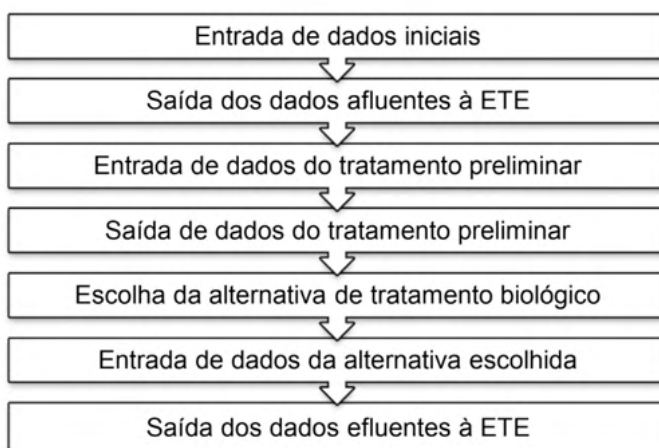 Entrada de dados iniciais
Saída dos dados afluentes à ETE
Entrada de dados do tratamento preliminar
Saída de dados do tratamento preliminar
Escolha da alternativa de tratamento biológico
Entrada de dados da alternativa escolhida
Saída dos dados efluentes à ETE